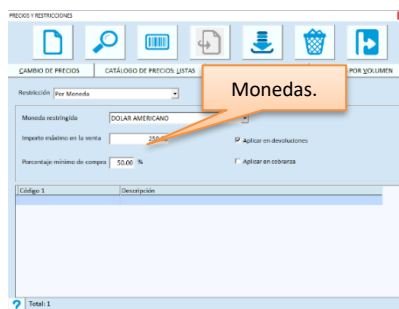 PRECIOS Y RESTRICCIONES
CAMBIO DE PRECIOS CATÁLOGO DE PRECIOS: LISTAS POR VOLUMEN
Monedas.
Restricción Por Moneda
Moneda restringida DOLAR AMERICANO
Importe máximo en la venta Aplicar en devoluciones
Porcentaje mínimo de compra 50.00 % Aplicar en cobranza
Código 1 Descripción
Total: 1